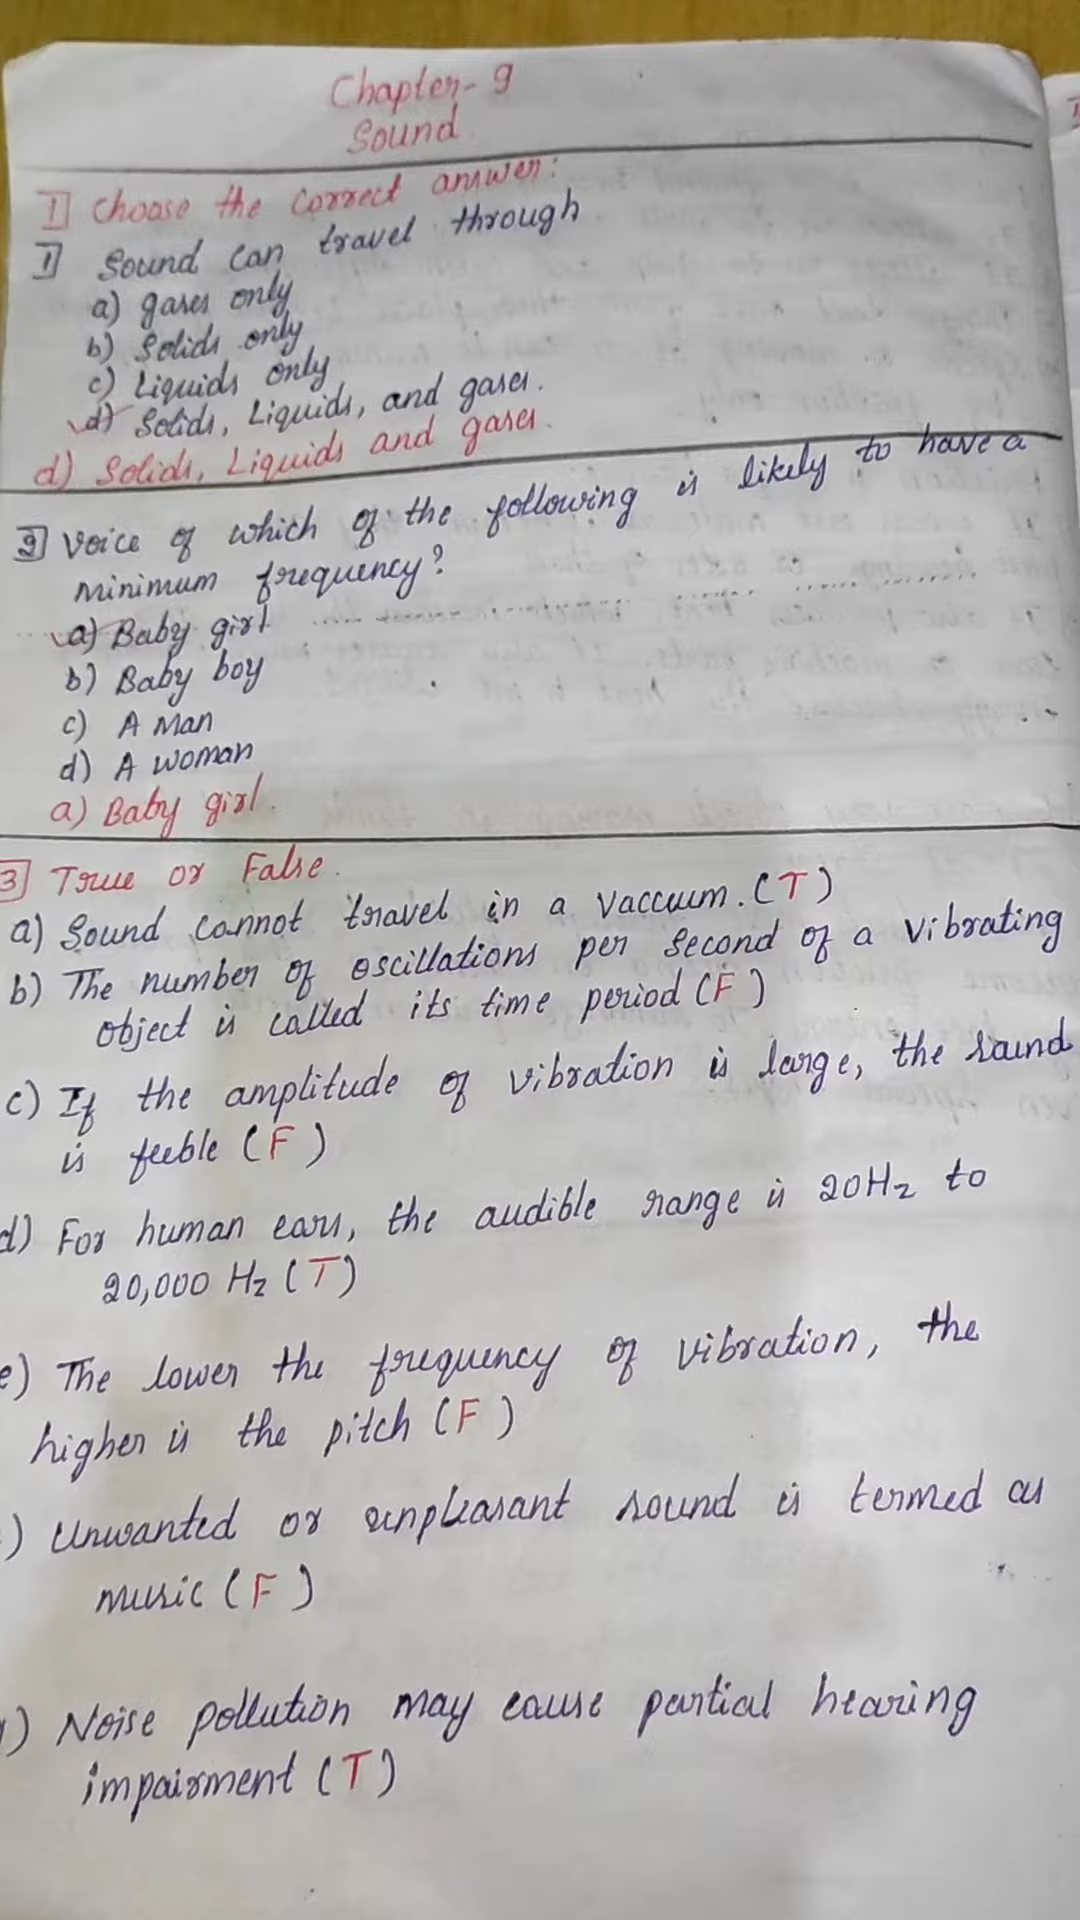 Chapter-9
Sound
1] Choose the Correct answer:
1] Sound can travel through
a) gases only
b) Solids only
c) Liquids only
d) Solids, Liquids, and gases.
d) Solids, Liquids and gases.
2] Voice of which of the following is likely to have a
minimum frequency?
a) Baby girl
b) Baby boy
c) A Man
d) A woman
a) Baby girl.
3] True or False.
a) Sound cannot travel in a vaccum. (T)
b) The number of oscillations per second of a vibrating
object is called its time period (F)
c) If the amplitude of vibration is large, the saund
is feeble (F)
d) For human ears, the audible range is 20Hz to
20,000 Hz (T)
e) The lower the frequency of vibration, the
higher is the pitch (F)
) Unwanted or unpleasant sound is termed as
music (F)
) Noise pollution may cause partial hearing
impairment (T)